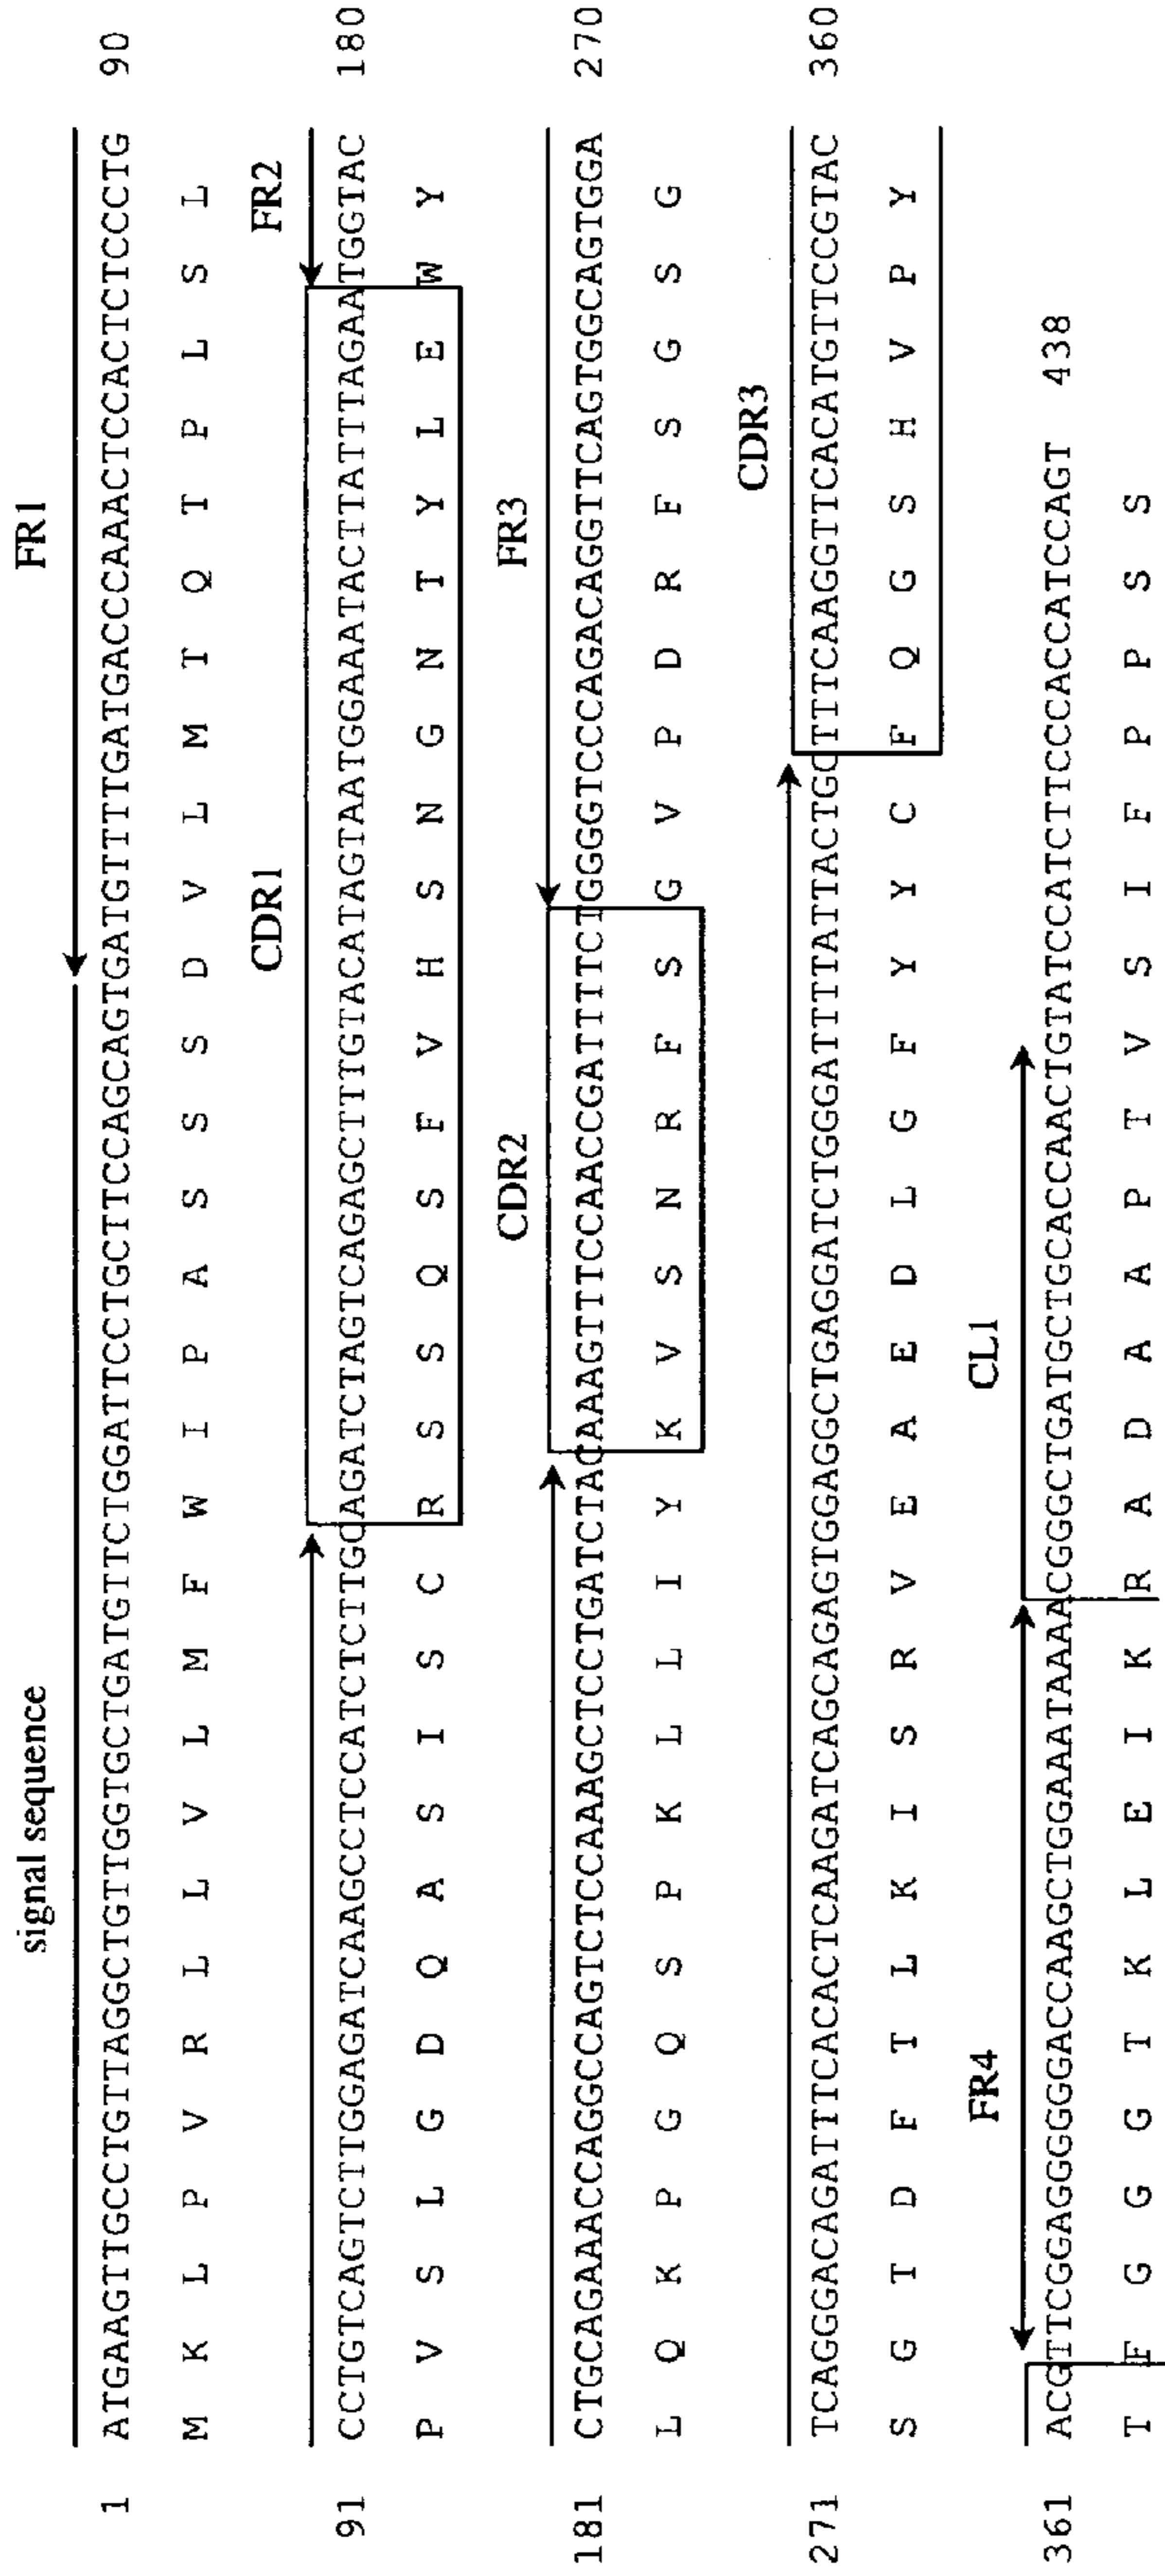 signal sequence FR1
1 ATGAAGTTGCCTGTTAGGCTGTTGGTGCTGATGTTCTGGATTCCTGCTTCCAGCAGTGATGTTTTGATGACCCAAACTCCACTCTCCCTG 90
M K L P V R L L V L M F W I P A S S S D V L M T Q T P L S L
CDR1 FR2
91 CCTGTCAGTCTTGGAGATCAAGCCTCCATCTCTTGCAGATCTAGTCAGAGCTTTGTACATAGTAATGGAAATACTTATTTAGAATGGTAC 180
P V S L G D Q A S I S C R S S Q S F V H S N G N T Y L E W Y
CDR2 FR3
181 CTGCAGAAACCAGGCCAGTCTCCAAAGCTCCTGATCTACAAAGTTTCCAACCGATTTTCTGGGGTCCCAGACAGGTTCAGTGGCAGTGGA 270
L Q K P G Q S P K L L I Y K V S N R F S G V P D R F S G S G
CDR3
271 TCAGGGACAGATTTCACACTCAAGATCAGCAGAGTGGAGGCTGAGGATCTGGGATTTTATTACTGCTTTCAAGGTTCACATGTTCCGTAC 360
S G T D F T L K I S R V E A E D L G F Y Y C F Q G S H V P Y
FR4 CL1
361 ACGTTCGGAGGGGGGACCAAGCTGGAAATAAAACGGGCTGATGCTGCACCAACTGTATCCATCTTCCCACCATCCAGT 438
T F G G G T K L E I K R A D A A P T V S I F P P S S